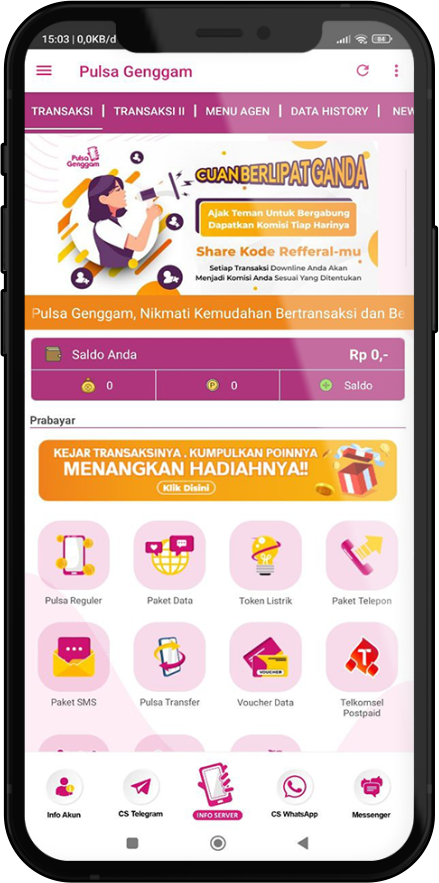 15:03 | 0,0KB/d
84
Pulsa Genggam
TRANSAKSI | TRANSAKSI II | MENU AGEN | DATA HISTORY | NEW
Pulsa
Genggam
CUAN BERLIPAT GANDA
Ajak Teman Untuk Bergabung
Dapatkan Komisi Tiap Harinya
Share Kode Refferal-mu
Setiap Transaksi Downline Anda Akan
Menjadi Komisi Anda Sesuai Yang Ditentukan
Pulsa Genggam, Nikmati Kemudahan Bertransaksi dan Be
Saldo Anda Rp 0,-
0 P 0 Saldo
Prabayar
KEJAR TRANSAKSINYA , KUMPULKAN POINNYA
MENANGKAN HADIAHNYA!!
Klik Disini
Pulsa Reguler Paket Data Token Listrik Paket Telepon
VOUCHER
Paket SMS Pulsa Transfer Voucher Data Telkomsel
Postpaid
Info Akun CS Telegram INFO SERVER CS WhatsApp Messenger